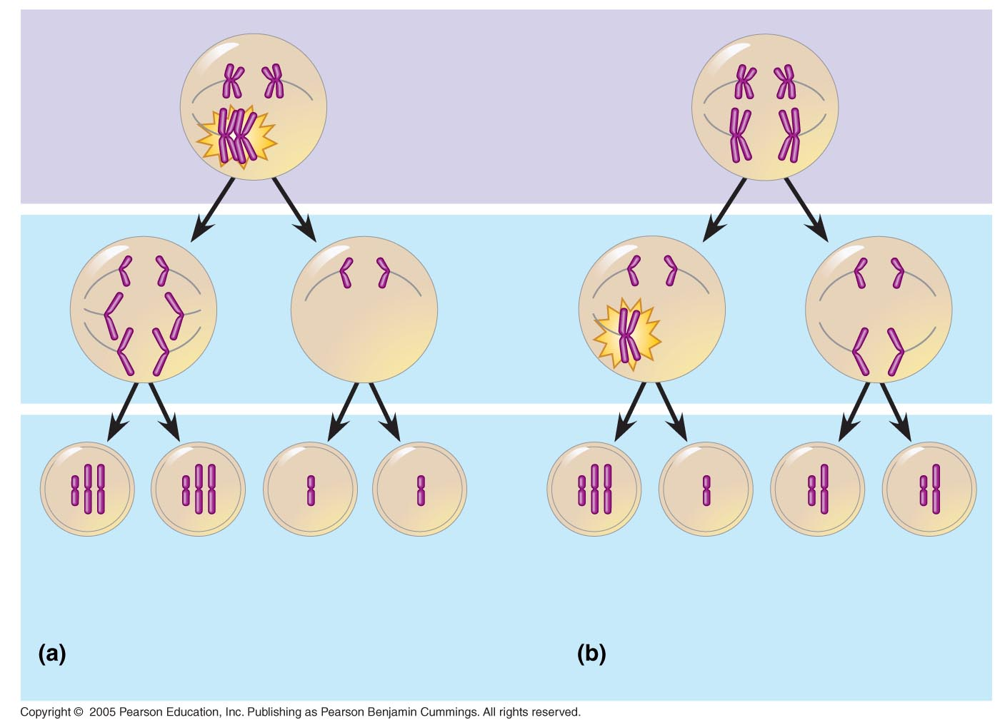 (a)
(b)
Copyright © 2005 Pearson Education, Inc. Publishing as Pearson Benjamin Cummings. All rights reserved.